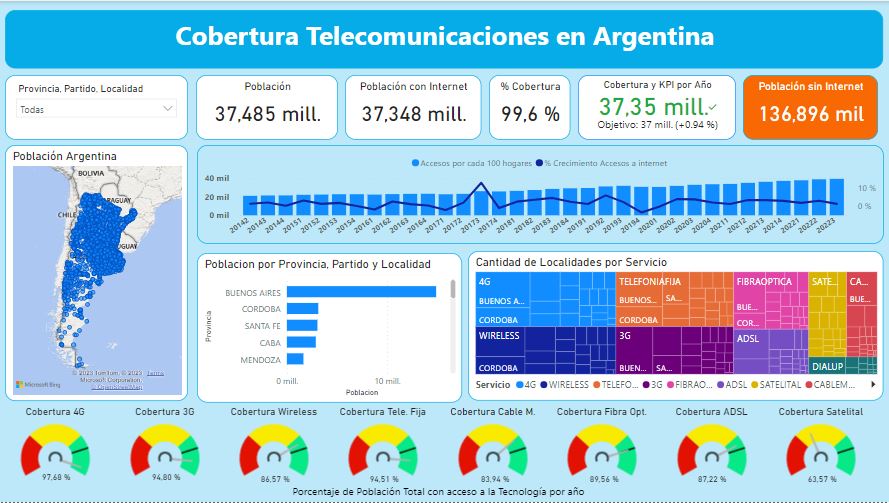 Cobertura Telecomunicaciones en Argentina
Provincia, Partido, Localidad
Todas
Población
37,485 mill.
Población con Internet
37,348 mill.
% Cobertura
99,6 %
Cobertura y KPI por Año
37,35 mill.
Objetivo: 37 mill. (+0.94 %)
Población sin Internet
136,896 mil
Población Argentina
BOLIVIA
CHILE
Microsoft Bing
© 2023 TomTom, © 2023 Terms
Microsoft Corporation,
© OpenStreetMap
Accesos por cada 100 hogares
% Crecimiento Accesos a internet
40 mil
20 mil
0 mil
10 %
0 %
20142 20143 20144 20151 20152 20153 20154 20161 20162 20163 20164 20171 20172 20173 20174 20181 20182 20183 20184 20191 20192 20193 20194 20201 20202 20203 20204 20211 20212 20213 20214 20221 20222 20223
Poblacion por Provincia, Partido y Localidad
Provincia
BUENOS AIRES
CORDOBA
SANTA FE
CABA
MENDOZA
0 mill.
10 mill.
Poblacion
Cantidad de Localidades por Servicio
4G
BUENOS A...
CORDOBA
WIRELESS
CORDOBA
TELEFONIAFIJA
BUENOS...
SA...
CORDOBA
3G
BUEN...
SA...
FIBRAOPTICA
BUE...
COR...
ADSL
SATE...
DIALUP
CA...
BUE...
Servicio
4G
WIRELESS
TELEFO...
3G
FIBRAO...
ADSL
SATELITAL
CABLEM...
Cobertura 4G
97,68 %
Cobertura 3G
94,80 %
Cobertura Wireless
86,57 %
Cobertura Tele. Fija
94,51 %
Cobertura Cable M.
83,94 %
Cobertura Fibra Opt.
89,56 %
Cobertura ADSL
87,22 %
Cobertura Satelital
63,57 %
Porcentaje de Población Total con acceso a la Tecnología por año